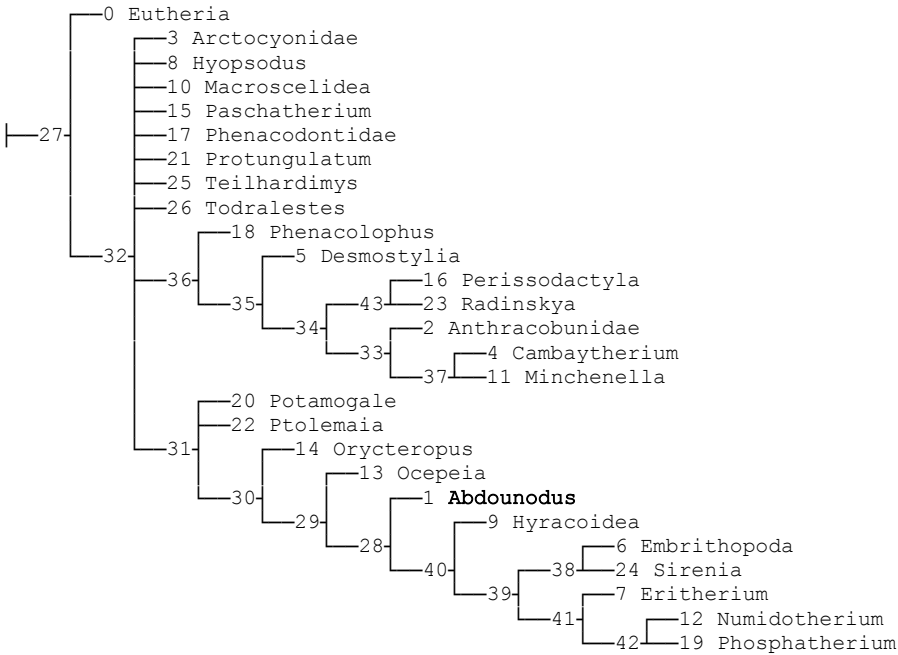 0 Eutheria
3 Arctocyonidae
8 Hyopsodus
10 Macroscelidea
15 Paschatherium
27
17 Phenacodontidae
21 Protungulatum
25 Teilhardimys
26 Todralestes
18 Phenacolophus
32
5 Desmostylia
36
16 Perissodactyla
35
43
23 Radinskya
34
2 Anthracobunidae
33
4 Cambaytherium
37
11 Minchenella
20 Potamogale
22 Ptolemaia
31
14 Orycteropus
13 Ocepeia
30
1 Abdounodus
29
9 Hyracoidea
28
6 Embrithopoda
40
38
24 Sirenia
39
7 Eritherium
41
12 Numidotherium
42
19 Phosphatherium